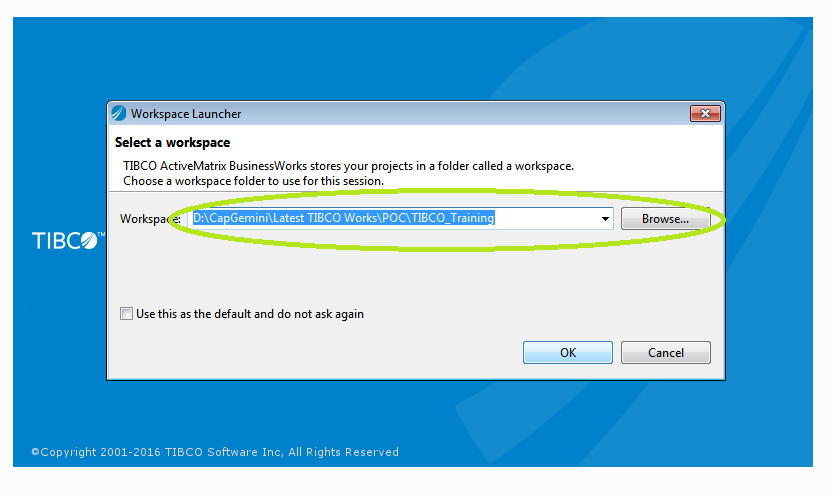 Workspace Launcher
Select a workspace
TIBCO ActiveMatrix BusinessWorks stores your projects in a folder called a workspace.
Choose a workspace folder to use for this session.
Workspace: D:\CapGemini\Latest TIBCO Works\POC\TIBCO_Training Browse...
TIBCO™
Use this as the default and do not ask again
OK Cancel
©Copyright 2001-2016 TIBCO Software Inc, All Rights Reserved